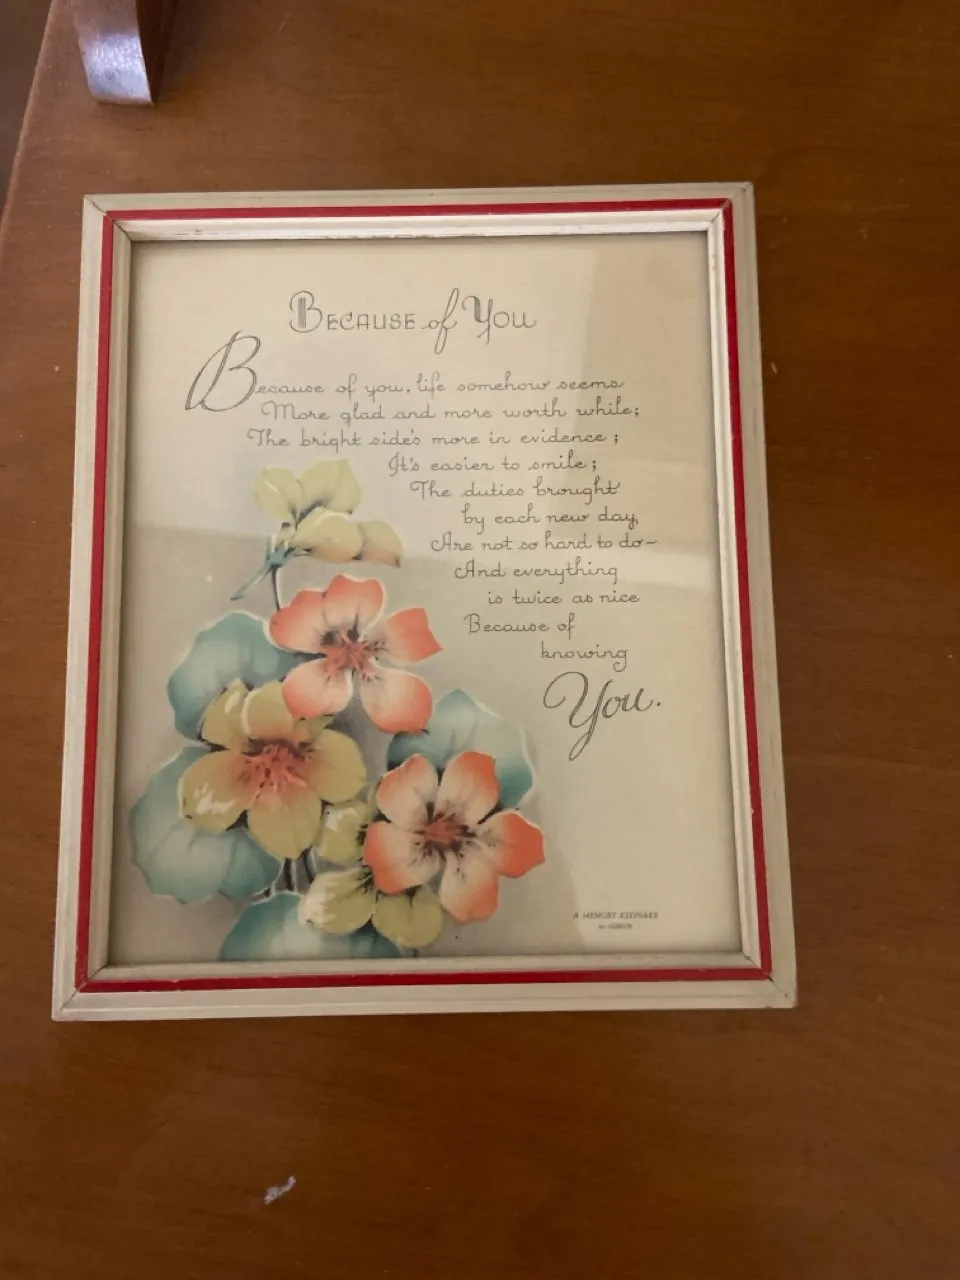 Because of You
Because of you, life somehow seems
More glad and more worth while;
The bright side's more in evidence;
It's easier to smile;
The duties brought
by each new day,
Are not so hard to do—
And everything
is twice as nice
Because of
knowing
You.
A MEMORY KEEPSAKE
by GIBSON